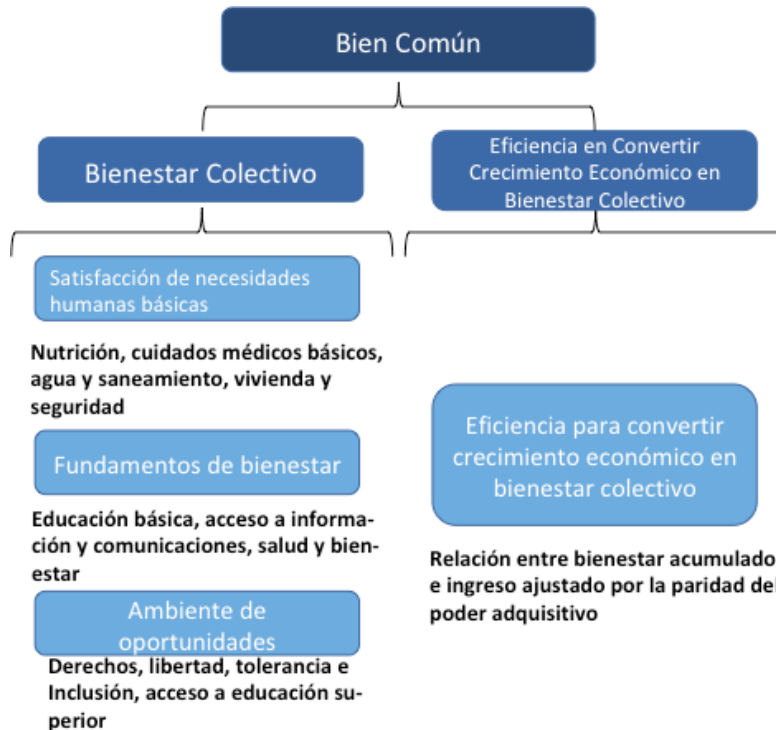 Bien Común
Bienestar Colectivo
Eficiencia en Convertir
Crecimiento Económico en
Bienestar Colectivo
Satisfacción de necesidades
humanas básicas
Nutrición, cuidados médicos básicos,
agua y saneamiento, vivienda y
seguridad
Fundamentos de bienestar
Educación básica, acceso a informa-
ción y comunicaciones, salud y bien-
estar
Ambiente de
oportunidades
Derechos, libertad, tolerancia e
Inclusión, acceso a educación su-
perior
Eficiencia para convertir
crecimiento económico en
bienestar colectivo
Relación entre bienestar acumulado
e ingreso ajustado por la paridad del
poder adquisitivo